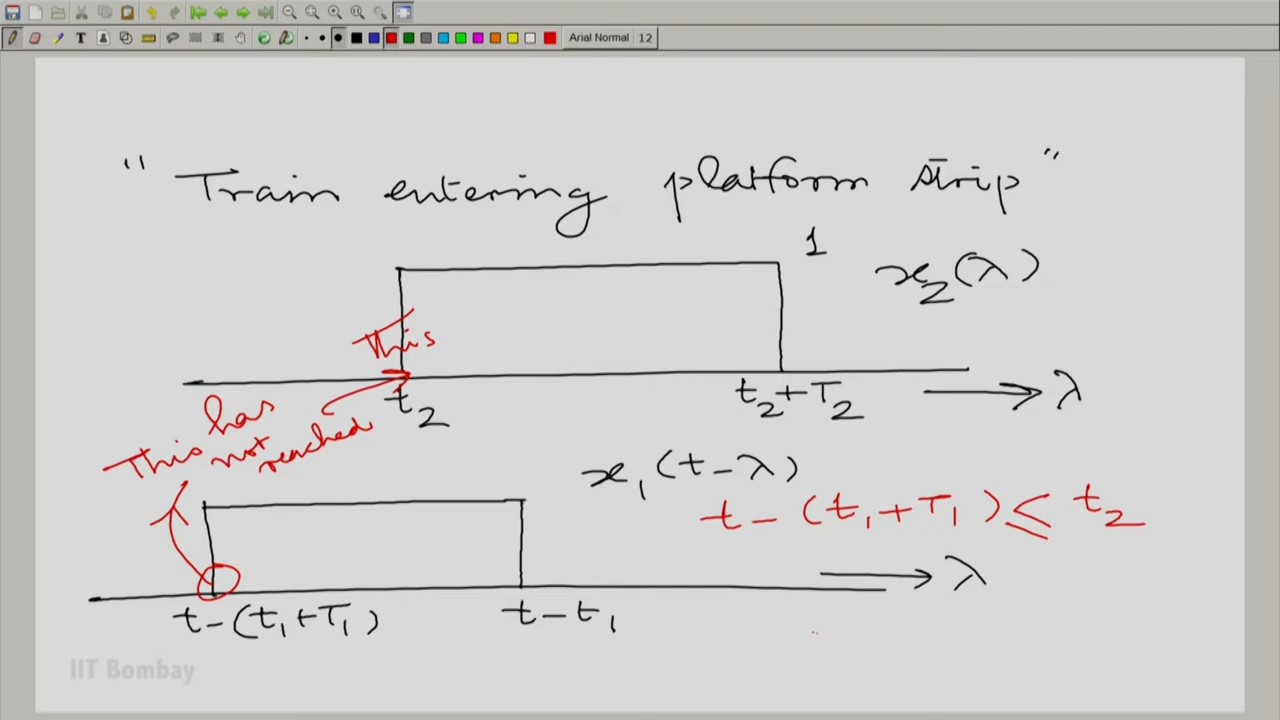 Arial Normal 12
"Train entering platform strip"
1
x₂(λ)
This
t₂
t₂+T₂
λ
This has not reached
x₁(t-λ)
t-(t₁+T₁) ≤ t₂
λ
t-(t₁+T₁)
t-t₁
IIT Bombay